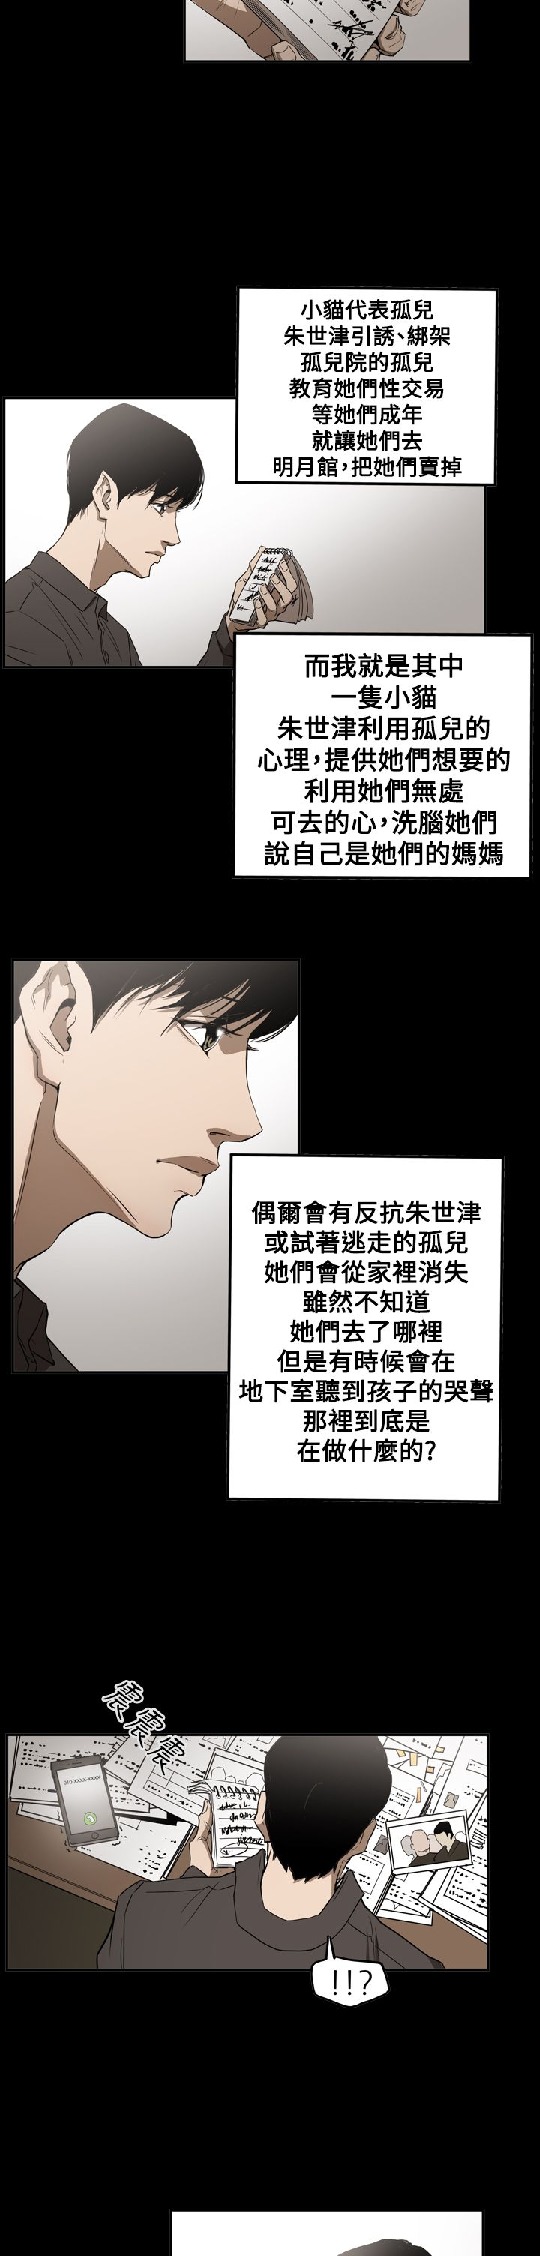 小貓代表孤兒
朱世津引誘、綁架
孤兒院的孤兒
教育她們性交易
等她們成年
就讓她們去
明月館，把她們賣掉
而我就是其中
一隻小貓
朱世津利用孤兒的
心理，提供她們想要的
利用她們無處
可去的心，洗腦她們
說自己是她們的媽媽
偶爾會有反抗朱世津
或試著逃走的孤兒
她們會從家裡消失
雖然不知道
她們去了哪裡
但是有時候會在
地下室聽到孩子的哭聲
那裡到底是
在做什麼的?
震震震
!!?